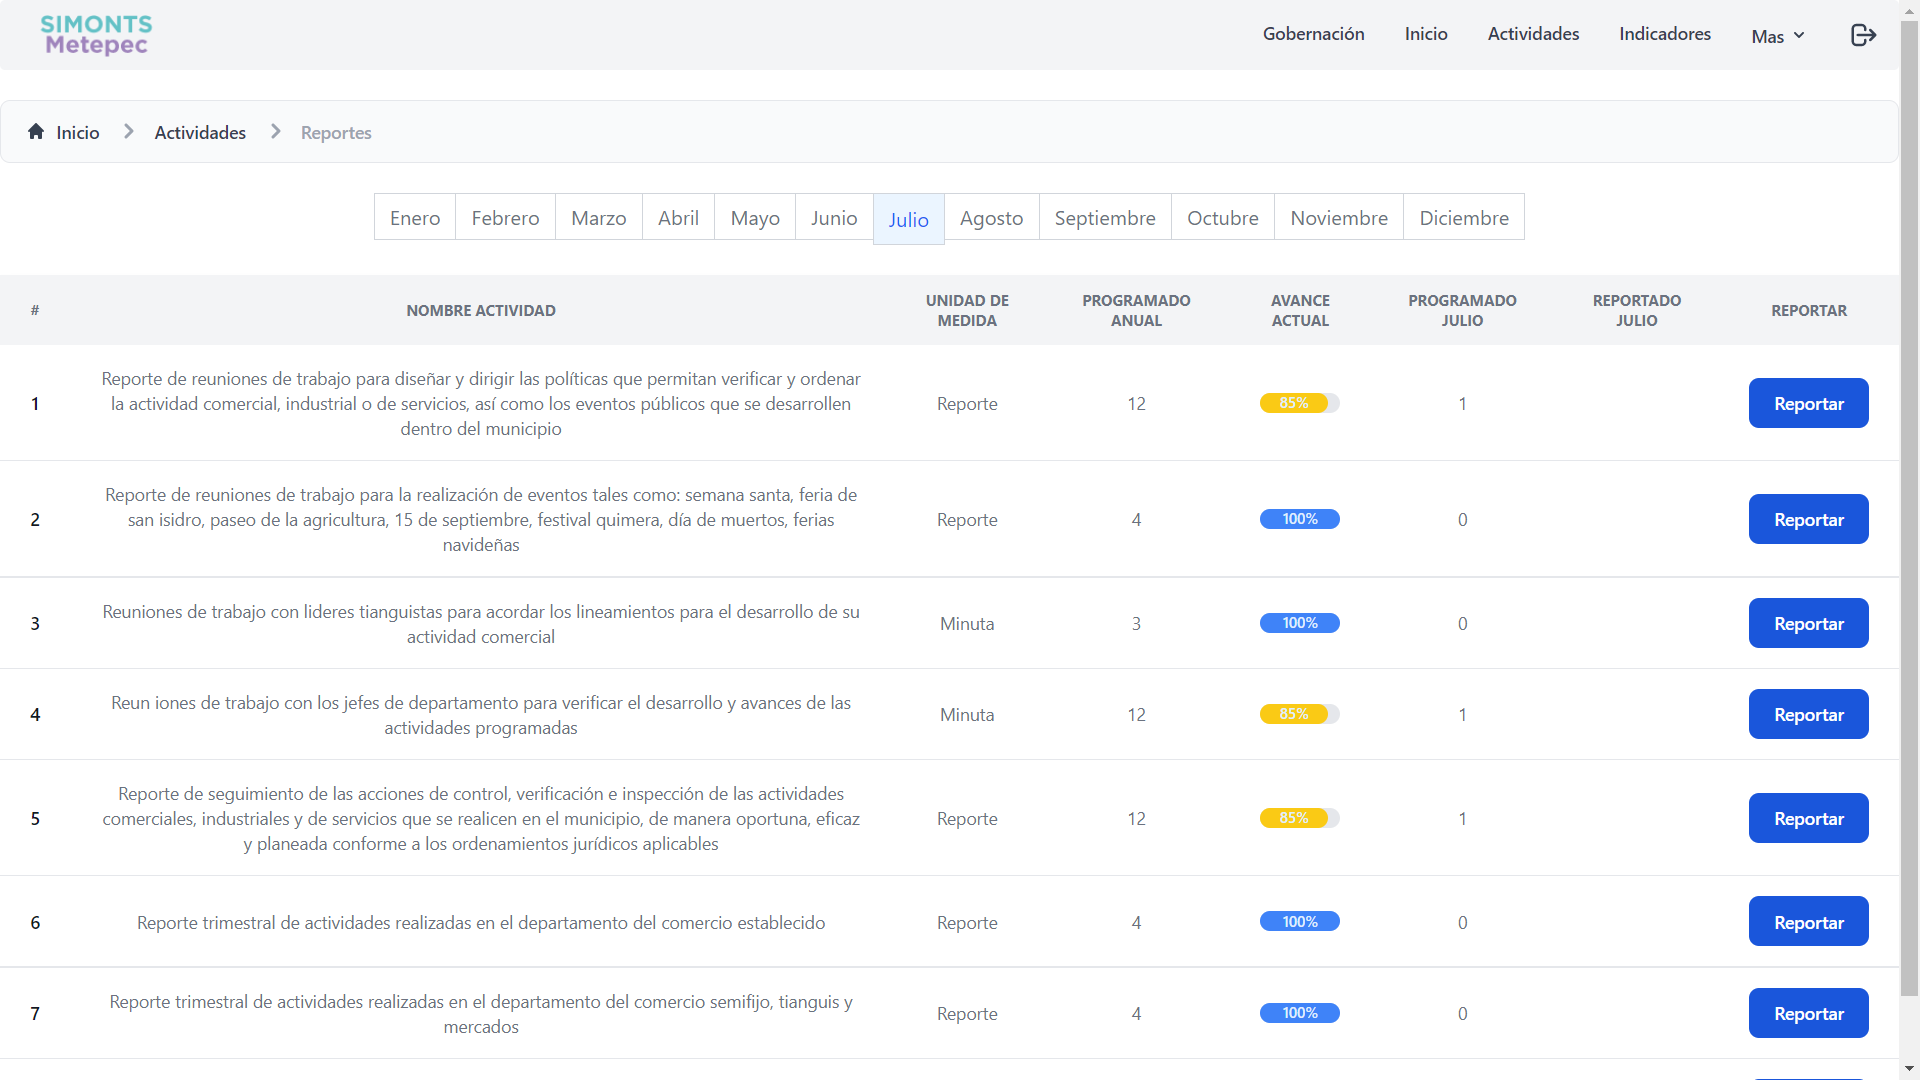 SIMONTS
Metepec
Gobernación
Inicio
Actividades
Indicadores
Mas
Inicio
Actividades
Reportes
Enero
Febrero
Marzo
Abril
Mayo
Junio
Julio
Agosto
Septiembre
Octubre
Noviembre
Diciembre
#
NOMBRE ACTIVIDAD
UNIDAD DE
MEDIDA
PROGRAMADO
ANUAL
AVANCE
ACTUAL
PROGRAMADO
JULIO
REPORTADO
JULIO
REPORTAR
1
Reporte de reuniones de trabajo para diseñar y dirigir las políticas que permitan verificar y ordenar
la actividad comercial, industrial o de servicios, así como los eventos públicos que se desarrollen
dentro del municipio
Reporte
12
85%
1
Reportar
2
Reporte de reuniones de trabajo para la realización de eventos tales como: semana santa, feria de
san isidro, paseo de la agricultura, 15 de septiembre, festival quimera, día de muertos, ferias
navideñas
Reporte
4
100%
0
Reportar
3
Reuniones de trabajo con lideres tianguistas para acordar los lineamientos para el desarrollo de su
actividad comercial
Minuta
3
100%
0
Reportar
4
Reun iones de trabajo con los jefes de departamento para verificar el desarrollo y avances de las
actividades programadas
Minuta
12
85%
1
Reportar
5
Reporte de seguimiento de las acciones de control, verificación e inspección de las actividades
comerciales, industriales y de servicios que se realicen en el municipio, de manera oportuna, eficaz
y planeada conforme a los ordenamientos jurídicos aplicables
Reporte
12
85%
1
Reportar
6
Reporte trimestral de actividades realizadas en el departamento del comercio establecido
Reporte
4
100%
0
Reportar
7
Reporte trimestral de actividades realizadas en el departamento del comercio semifijo, tianguis y
mercados
Reporte
4
100%
0
Reportar